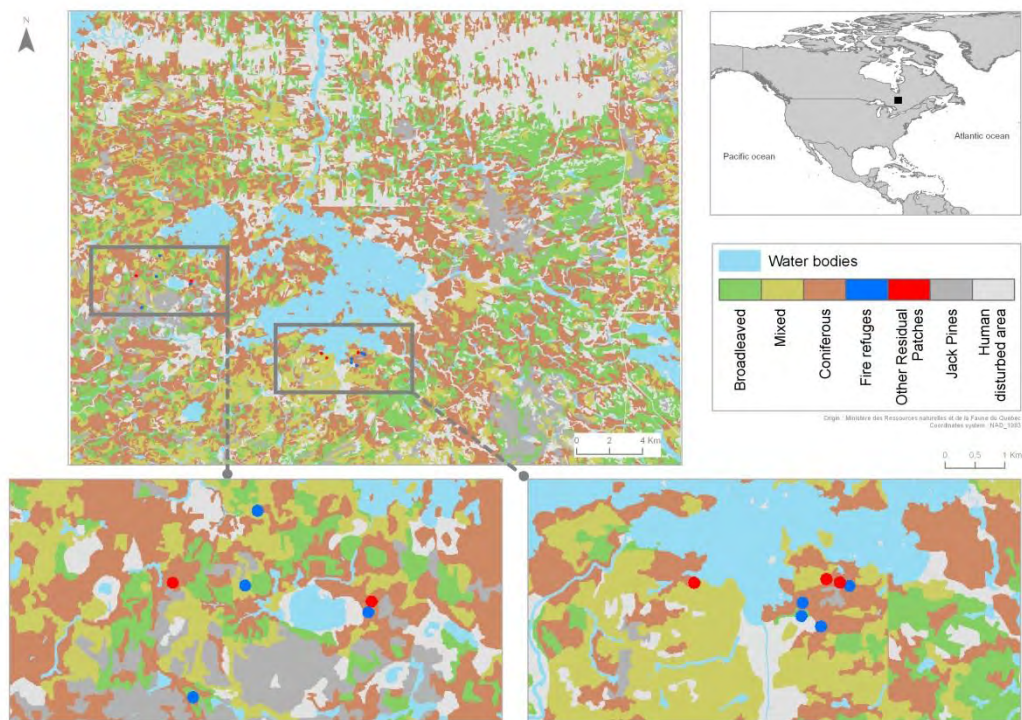 N
Pacific ocean
Atlantic ocean
Water bodies
Broadleaved
Mixed
Coniferous
Fire refuges
Other Residual
Patches
Jack Pines
Human
disturbed area
Origin : Ministère des Ressources naturelles et de la Faune du Québec
Coordinates system : NAD_1983
0 2 4 Km
0 0,5 1 Km